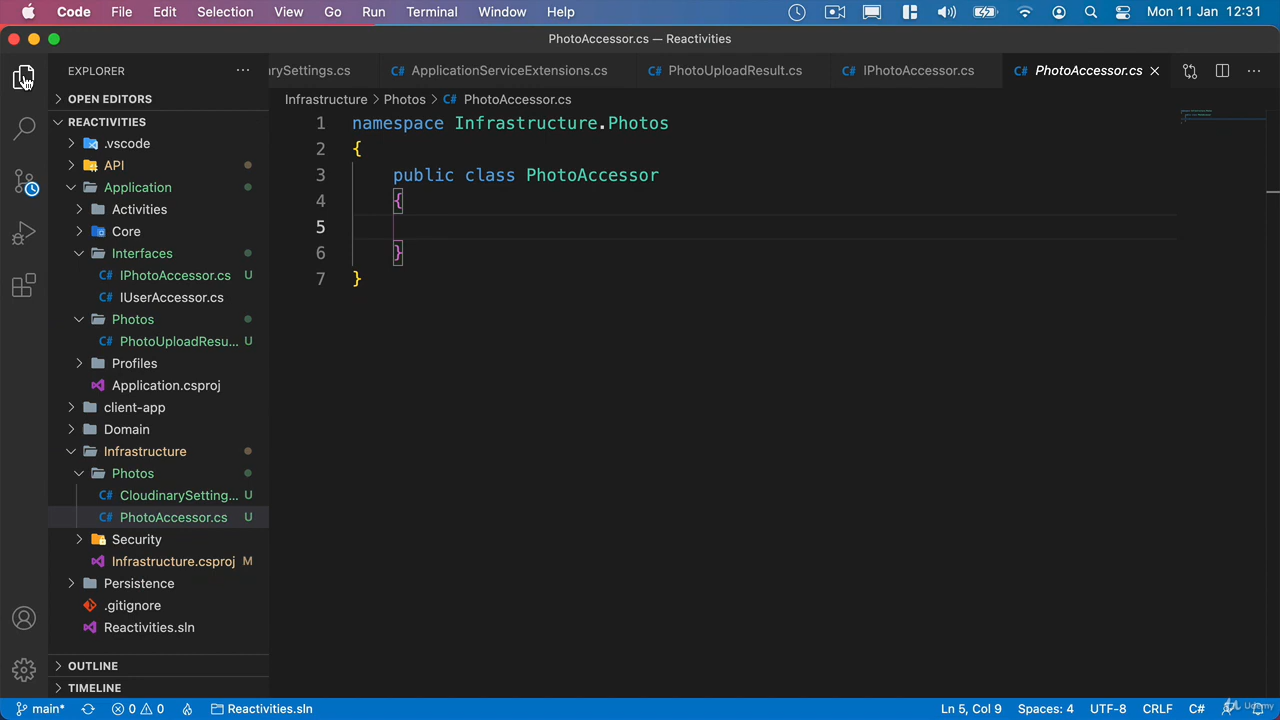 Code File Edit Selection View Go Run Terminal Window Help Mon 11 Jan 12:31
PhotoAccessor.cs — Reactivities
EXPLORER
narySettings.cs ApplicationServiceExtensions.cs PhotoUploadResult.cs IPhotoAccessor.cs PhotoAccessor.cs
OPEN EDITORS
REACTIVITIES
.vscode
API
Application
Activities
Core
Interfaces
IPhotoAccessor.cs U
IUserAccessor.cs
Photos
PhotoUploadResu... U
Profiles
Application.csproj
client-app
Domain
Infrastructure
Photos
CloudinarySetting... U
PhotoAccessor.cs U
Security
Infrastructure.csproj M
Persistence
.gitignore
Reactivities.sln
OUTLINE
TIMELINE
Infrastructure > Photos > PhotoAccessor.cs
1 namespace Infrastructure.Photos
2 {
3 public class PhotoAccessor
4 {
5
6 }
7 }
main* 0 0 Reactivities.sln Ln 5, Col 9 Spaces: 4 UTF-8 CRLF C#
Udemy